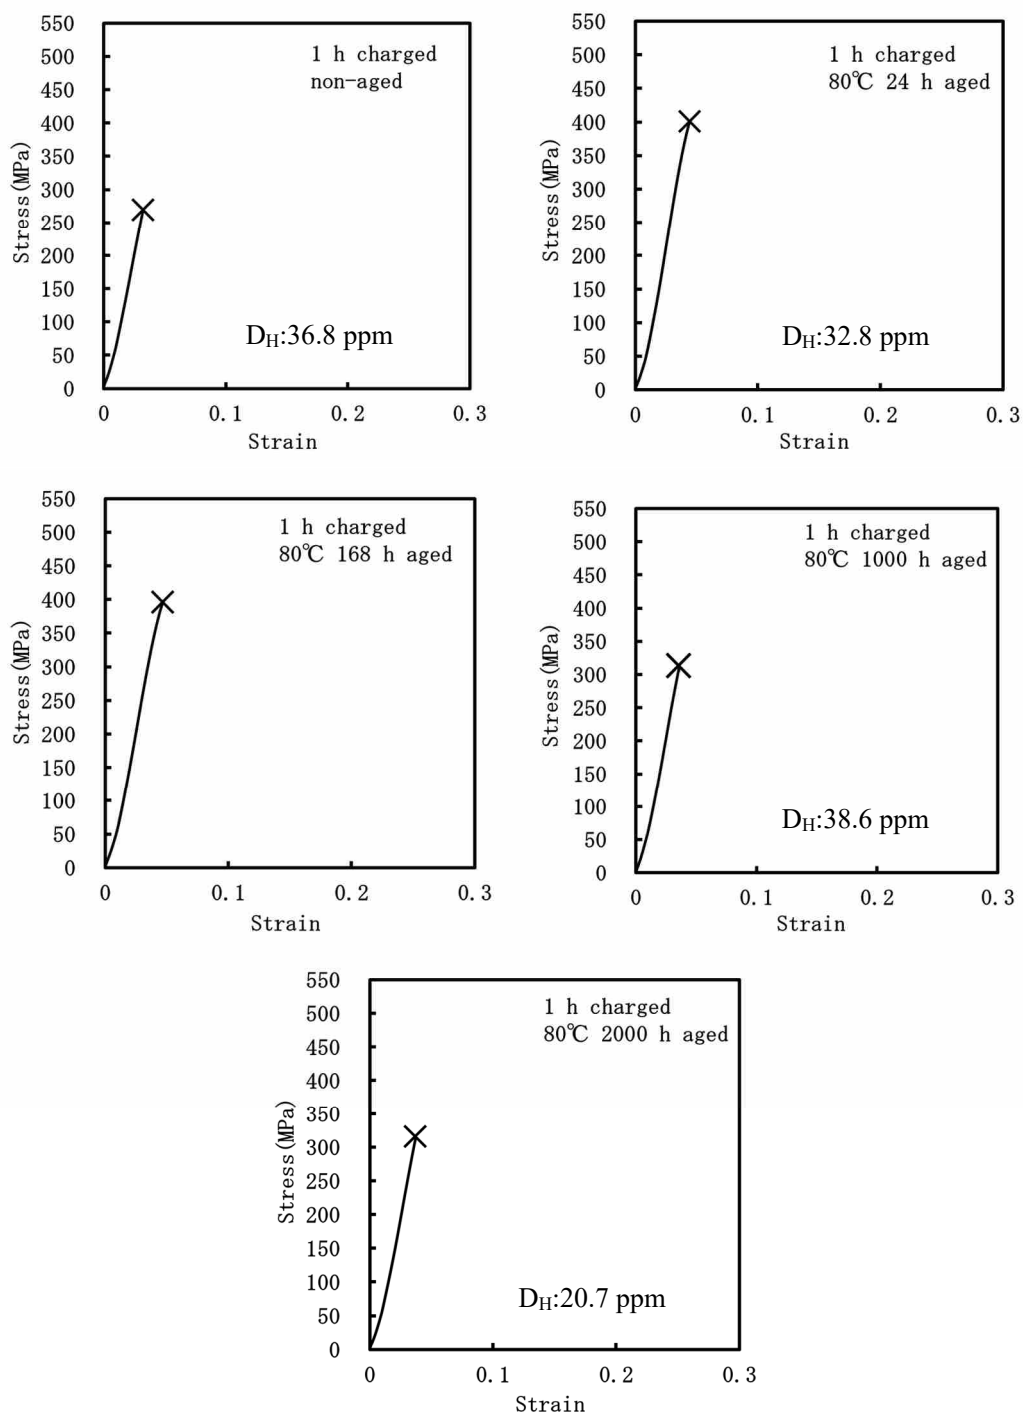 550
500
450
400
350
300
250
200
150
100
50
0
Stress(MPa)
1 h charged
non-aged
D_H:36.8 ppm
0 0.1 0.2 0.3
Strain
550
500
450
400
350
300
250
200
150
100
50
0
Stress(MPa)
1 h charged
80℃ 24 h aged
D_H:32.8 ppm
0 0.1 0.2 0.3
Strain
550
500
450
400
350
300
250
200
150
100
50
0
Stress(MPa)
1 h charged
80℃ 168 h aged
0 0.1 0.2 0.3
Strain
550
500
450
400
350
300
250
200
150
100
50
0
Stress(MPa)
1 h charged
80℃ 1000 h aged
D_H:38.6 ppm
0 0.1 0.2 0.3
Strain
550
500
450
400
350
300
250
200
150
100
50
0
Stress(MPa)
1 h charged
80℃ 2000 h aged
D_H:20.7 ppm
0 0.1 0.2 0.3
Strain